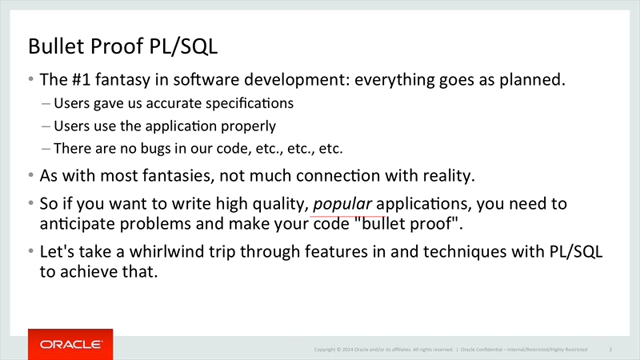 Bullet Proof PL/SQL
• The #1 fantasy in software development: everything goes as planned.
– Users gave us accurate specifications
– Users use the application properly
– There are no bugs in our code, etc., etc., etc.
• As with most fantasies, not much connection with reality.
• So if you want to write high quality, popular applications, you need to
anticipate problems and make your code "bullet proof".
• Let's take a whirlwind trip through features in and techniques with PL/SQL
to achieve that.
ORACLE
Copyright © 2014 Oracle and/or its affiliates. All rights reserved. | Oracle Confidential – Internal/Restricted/Highly Restricted 2